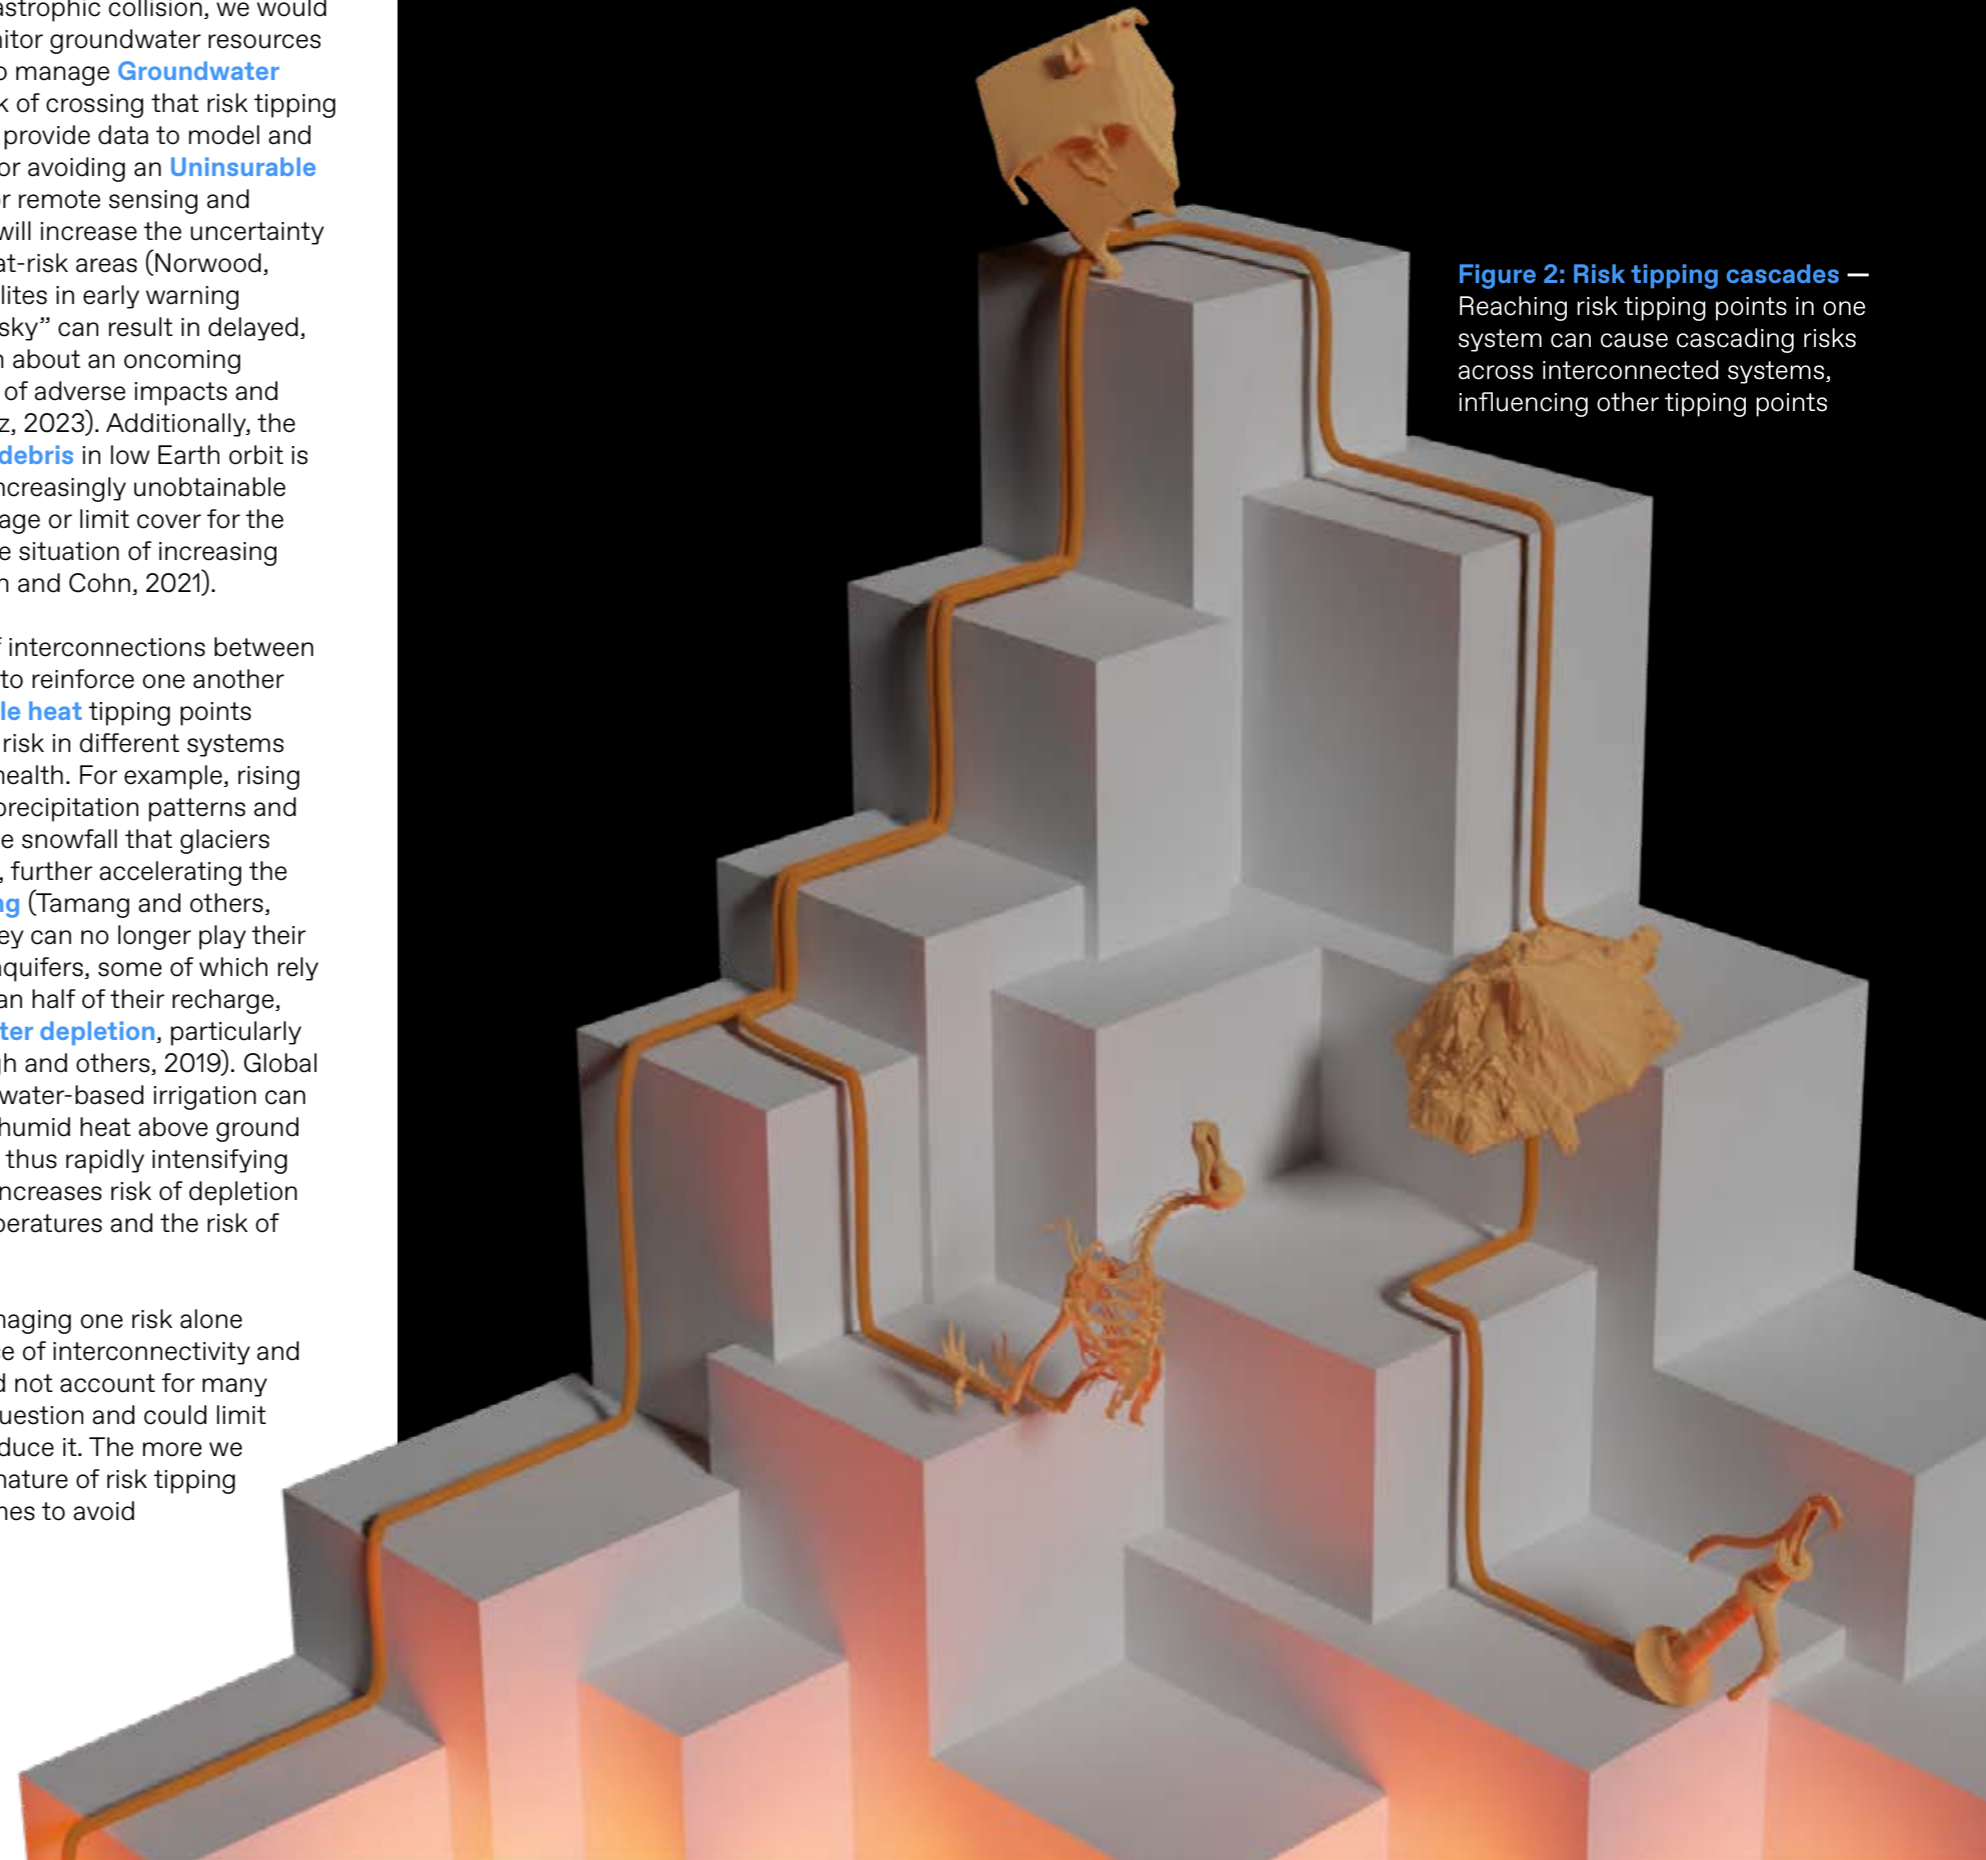 astrophic collision, we would
nitor groundwater resources
o manage Groundwater
k of crossing that risk tipping
provide data to model and
or avoiding an Uninsurable
r remote sensing and
will increase the uncertainty
at-risk areas (Norwood,
lites in early warning
sky” can result in delayed,
n about an oncoming
of adverse impacts and
z, 2023). Additionally, the
debris in low Earth orbit is
ncreasingly unobtainable
age or limit cover for the
e situation of increasing
n and Cohn, 2021).
f interconnections between
to reinforce one another
le heat tipping points
risk in different systems
health. For example, rising
precipitation patterns and
e snowfall that glaciers
, further accelerating the
ng (Tamang and others,
ey can no longer play their
aquifers, some of which rely
an half of their recharge,
ter depletion, particularly
gh and others, 2019). Global
water-based irrigation can
humid heat above ground
thus rapidly intensifying
increases risk of depletion
peratures and the risk of
naging one risk alone
e of interconnectivity and
d not account for many
uestion and could limit
duce it. The more we
nature of risk tipping
mes to avoid
Figure 2: Risk tipping cascades —
Reaching risk tipping points in one
system can cause cascading risks
across interconnected systems,
influencing other tipping points